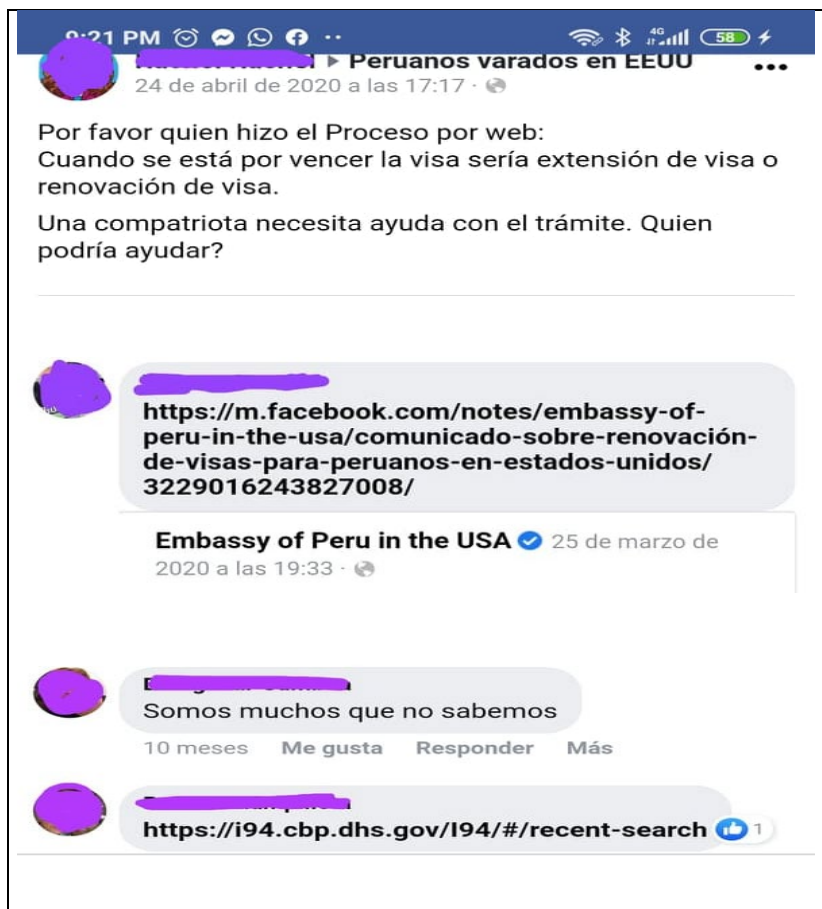 9:21 PM
4G
58
Peruanos varados en EEUU
24 de abril de 2020 a las 17:17 ·
Por favor quien hizo el Proceso por web:
Cuando se está por vencer la visa sería extensión de visa o
renovación de visa.
Una compatriota necesita ayuda con el trámite. Quien
podría ayudar?
https://m.facebook.com/notes/embassy-of-
peru-in-the-usa/comunicado-sobre-renovación-
de-visas-para-peruanos-en-estados-unidos/
3229016243827008/
Embassy of Peru in the USA 25 de marzo de
2020 a las 19:33 ·
Somos muchos que no sabemos
10 meses Me gusta Responder Más
https://i94.cbp.dhs.gov/I94/#/recent-search 1